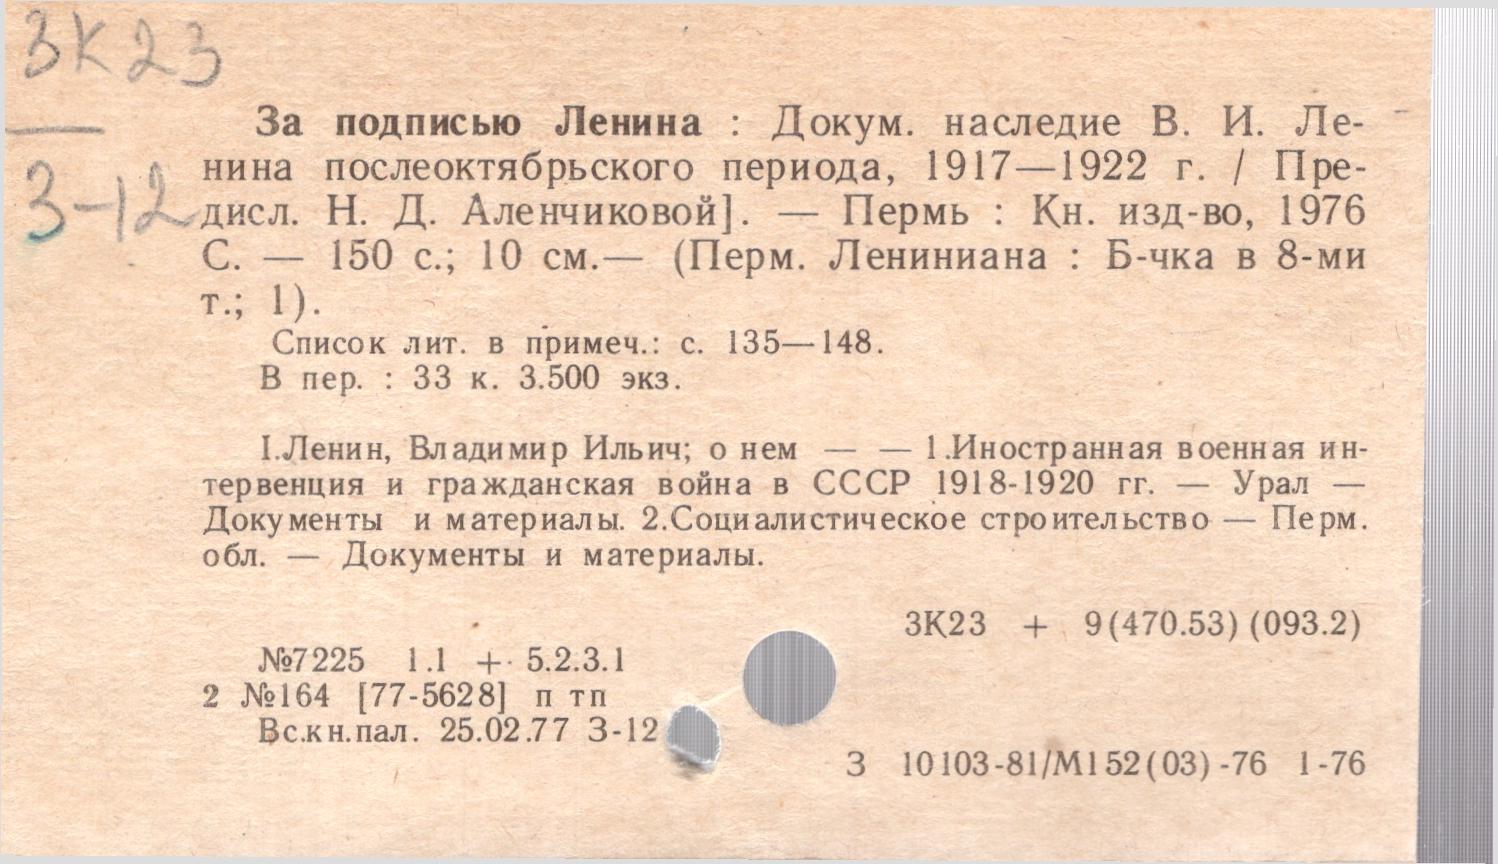 3К23
З-12
За подписью Ленина : Докум. наследие В. И. Ле-
нина послеоктябрьского периода, 1917—1922 г. / Пре-
дисл. Н. Д. Аленчиковой]. — Пермь : Кн. изд-во, 1976
С. — 150 с.; 10 см.— (Перм. Лениниана : Б-чка в 8-ми
т.; 1).
Список лит. в примеч.: с. 135—148.
В пер. : 33 к. 3.500 экз.
I.Ленин, Владимир Ильич; о нем — — 1.Иностранная военная ин-
тервенция и гражданская война в СССР 1918-1920 гг. — Урал —
Документы и материалы. 2.Социалистическое строительство — Перм.
обл. — Документы и материалы.
3К23 + 9(470.53)(093.2)
№7225 1.1 + 5.2.3.1
2 №164 [77-5628] п тп
Вс.кн.пал. 25.02.77 З-12
З 10103-81/М152(03)-76 1-76